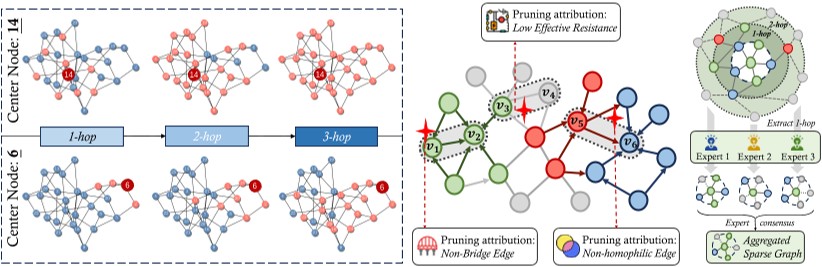 Center Node: 14
14
14
14
1-hop
2-hop
3-hop
Center Node: 6
6
6
6
Pruning attribution:
Low Effective Resistance
v₁
v₂
v₃
v₄
v₅
v₆
Pruning attribution:
Non-Bridge Edge
Pruning attribution:
Non-homophilic Edge
2-hop
1-hop
Extract 1-hop
Expert 1
Expert 2
Expert 3
Expert consensus
Aggregated
Sparse Graph